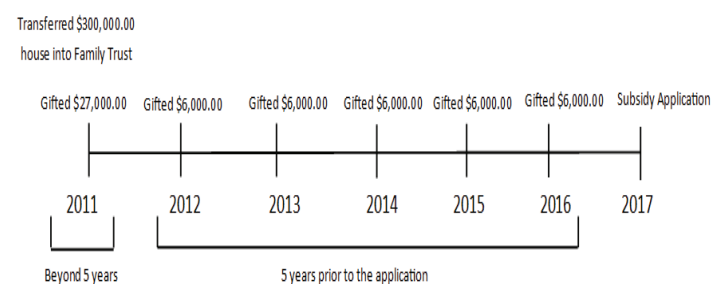 Transferred $300,000.00
house into Family Trust
Gifted $27,000.00 Gifted $6,000.00 Gifted $6,000.00 Gifted $6,000.00 Gifted $6,000.00 Gifted $6,000.00 Subsidy Application
2011 2012 2013 2014 2015 2016 2017
Beyond 5 years 5 years prior to the application